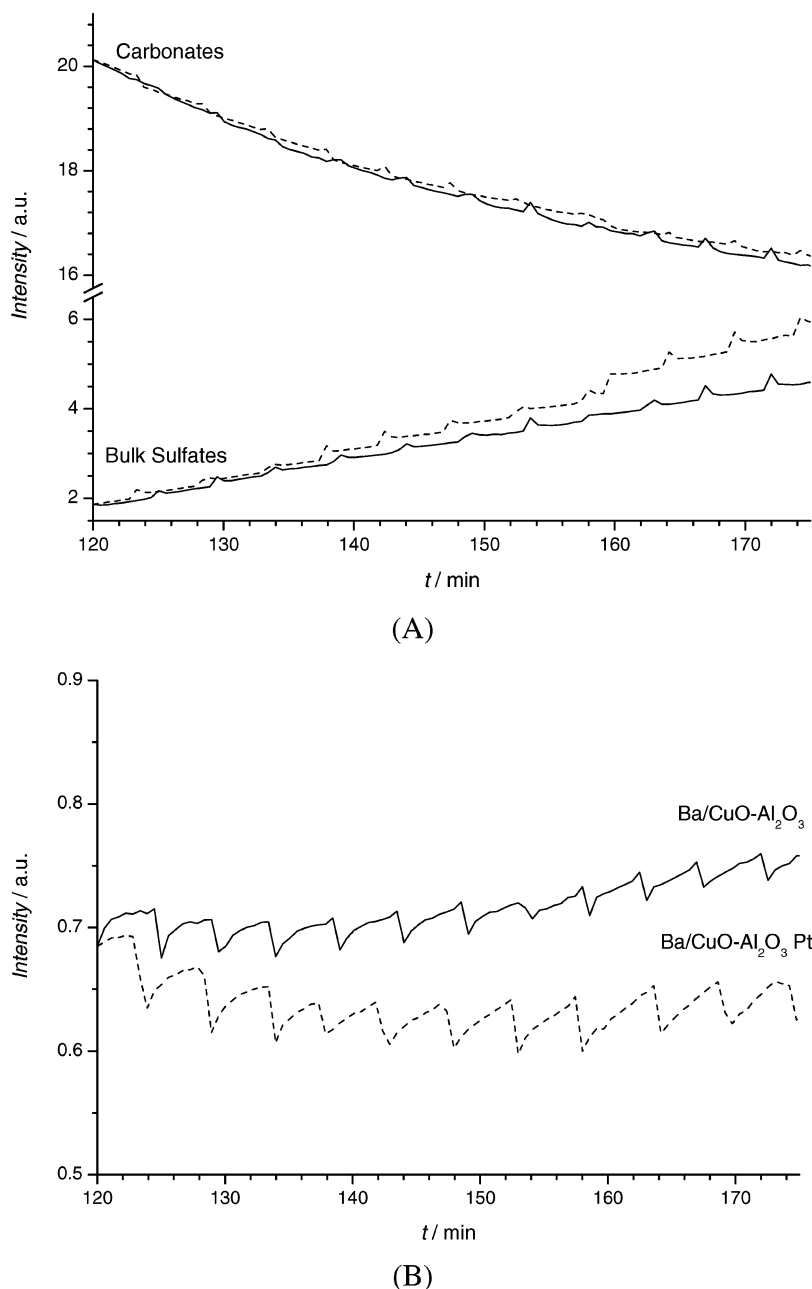 Carbonates
20
18
16
6
4
2
Intensity / a.u.
Bulk Sulfates
120 130 140 150 160 170
t / min
(A)
0.9
0.8
0.7
0.6
0.5
Intensity / a.u.
Ba/CuO-Al₂O₃
Ba/CuO-Al₂O₃ Pt
120 130 140 150 160 170
t / min
(B)